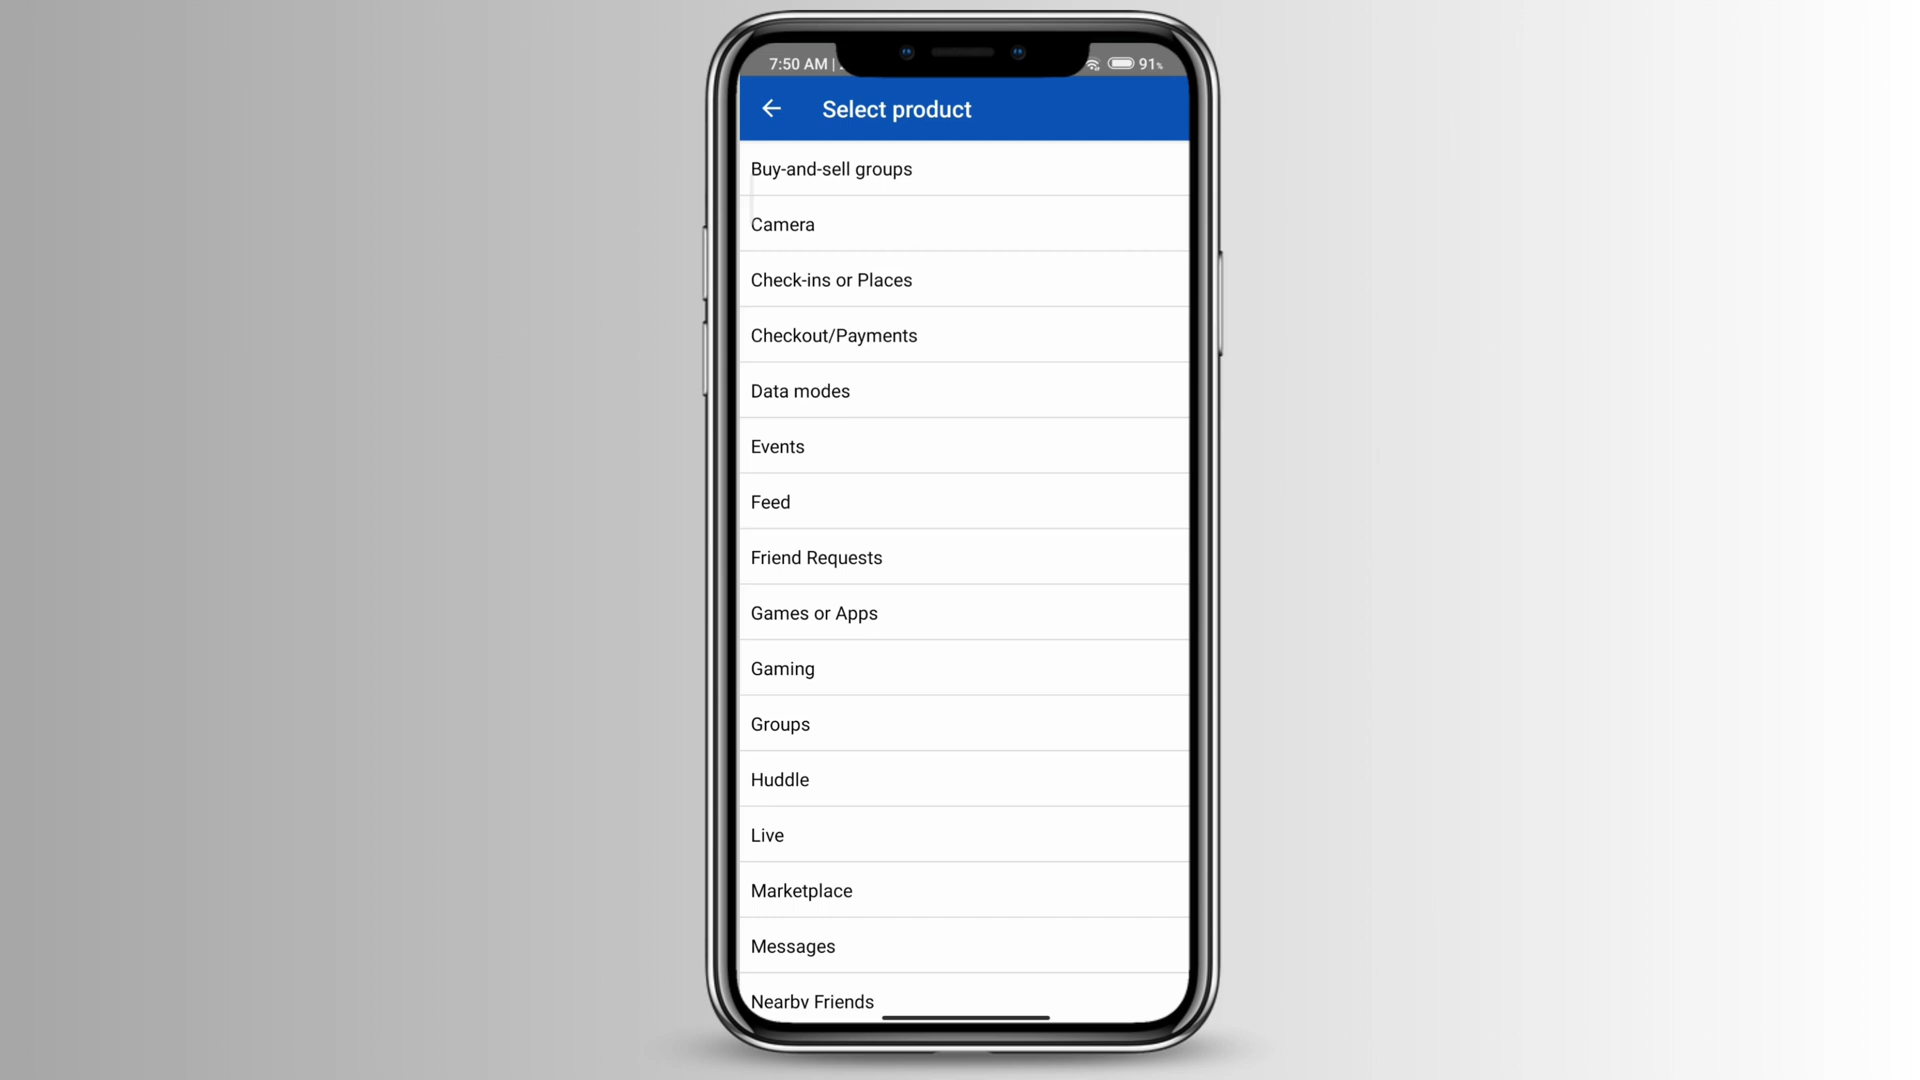 7:50 AM |
91%
Select product
Buy-and-sell groups
Camera
Check-ins or Places
Checkout/Payments
Data modes
Events
Feed
Friend Requests
Games or Apps
Gaming
Groups
Huddle
Live
Marketplace
Messages
Nearby Friends